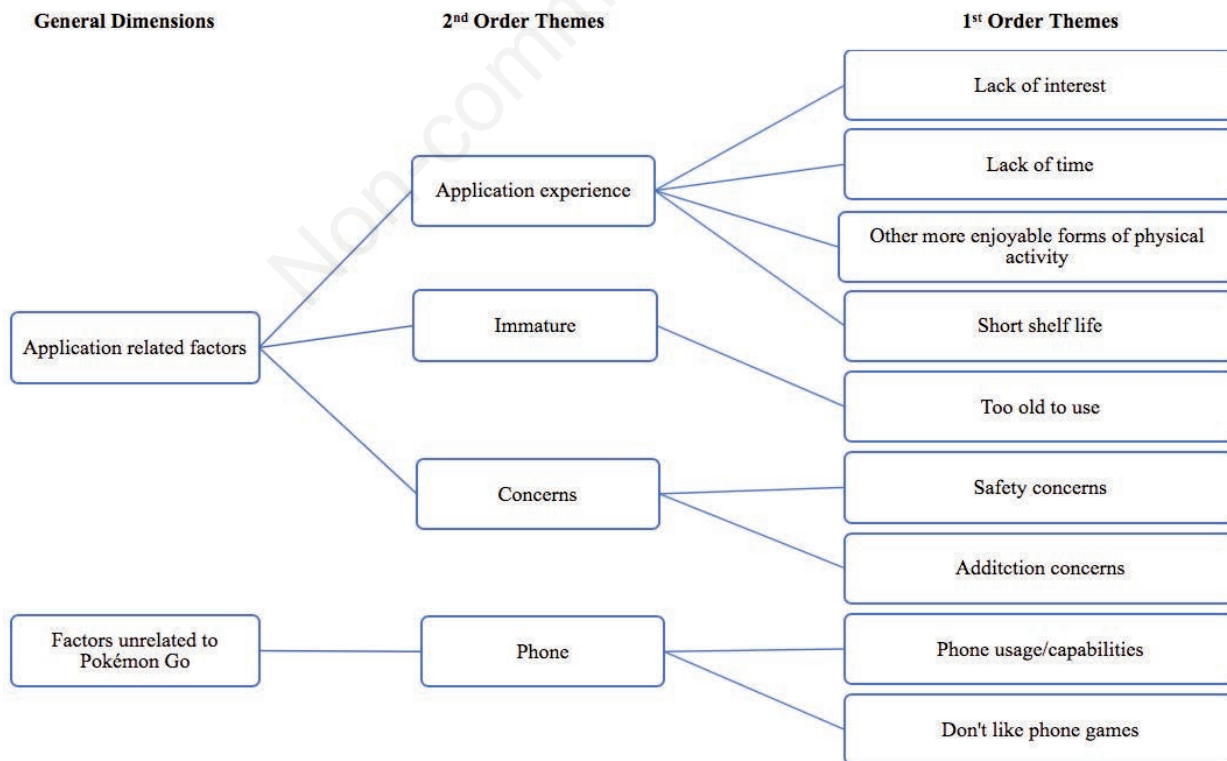 General Dimensions
2nd Order Themes
1st Order Themes
Lack of interest
Lack of time
Application experience
Other more enjoyable forms of physical
activity
Immature
Short shelf life
Application related factors
Too old to use
Concerns
Safety concerns
Additction concerns
Factors unrelated to
Pokémon Go
Phone
Phone usage/capabilities
Don't like phone games
Non-comm